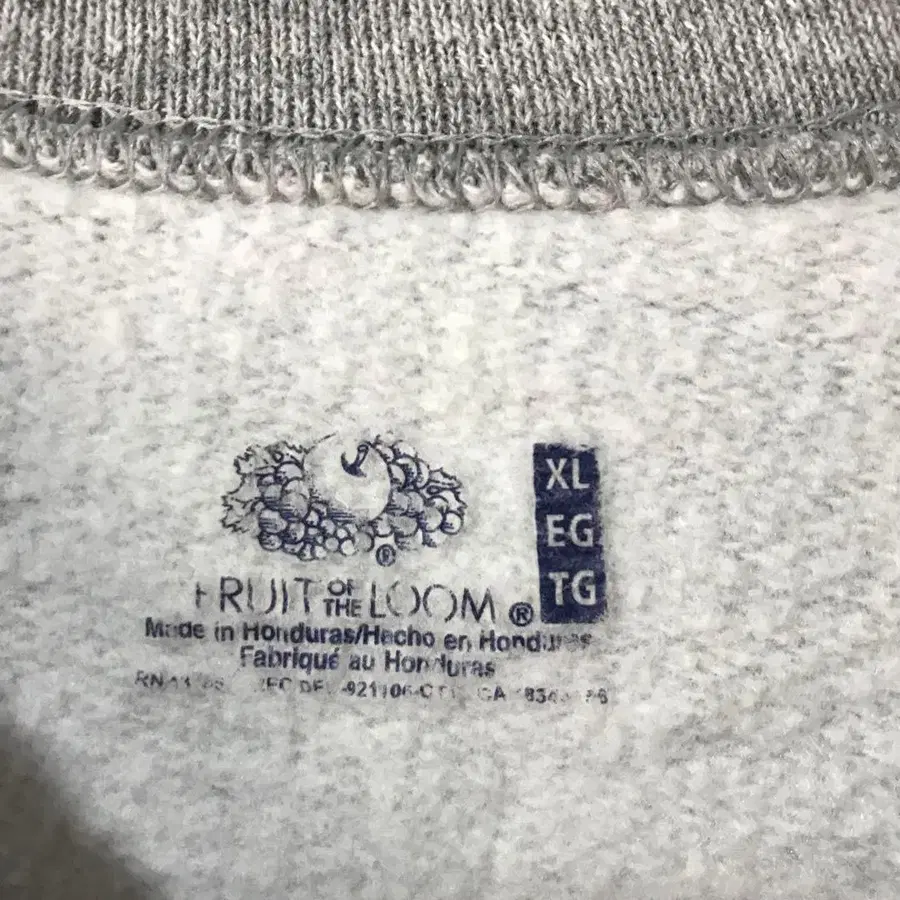 FRUIT OF THE LOOM ®
XL
EG
TG
Made in Honduras/Hecho en Honduras
Fabriqué au Honduras